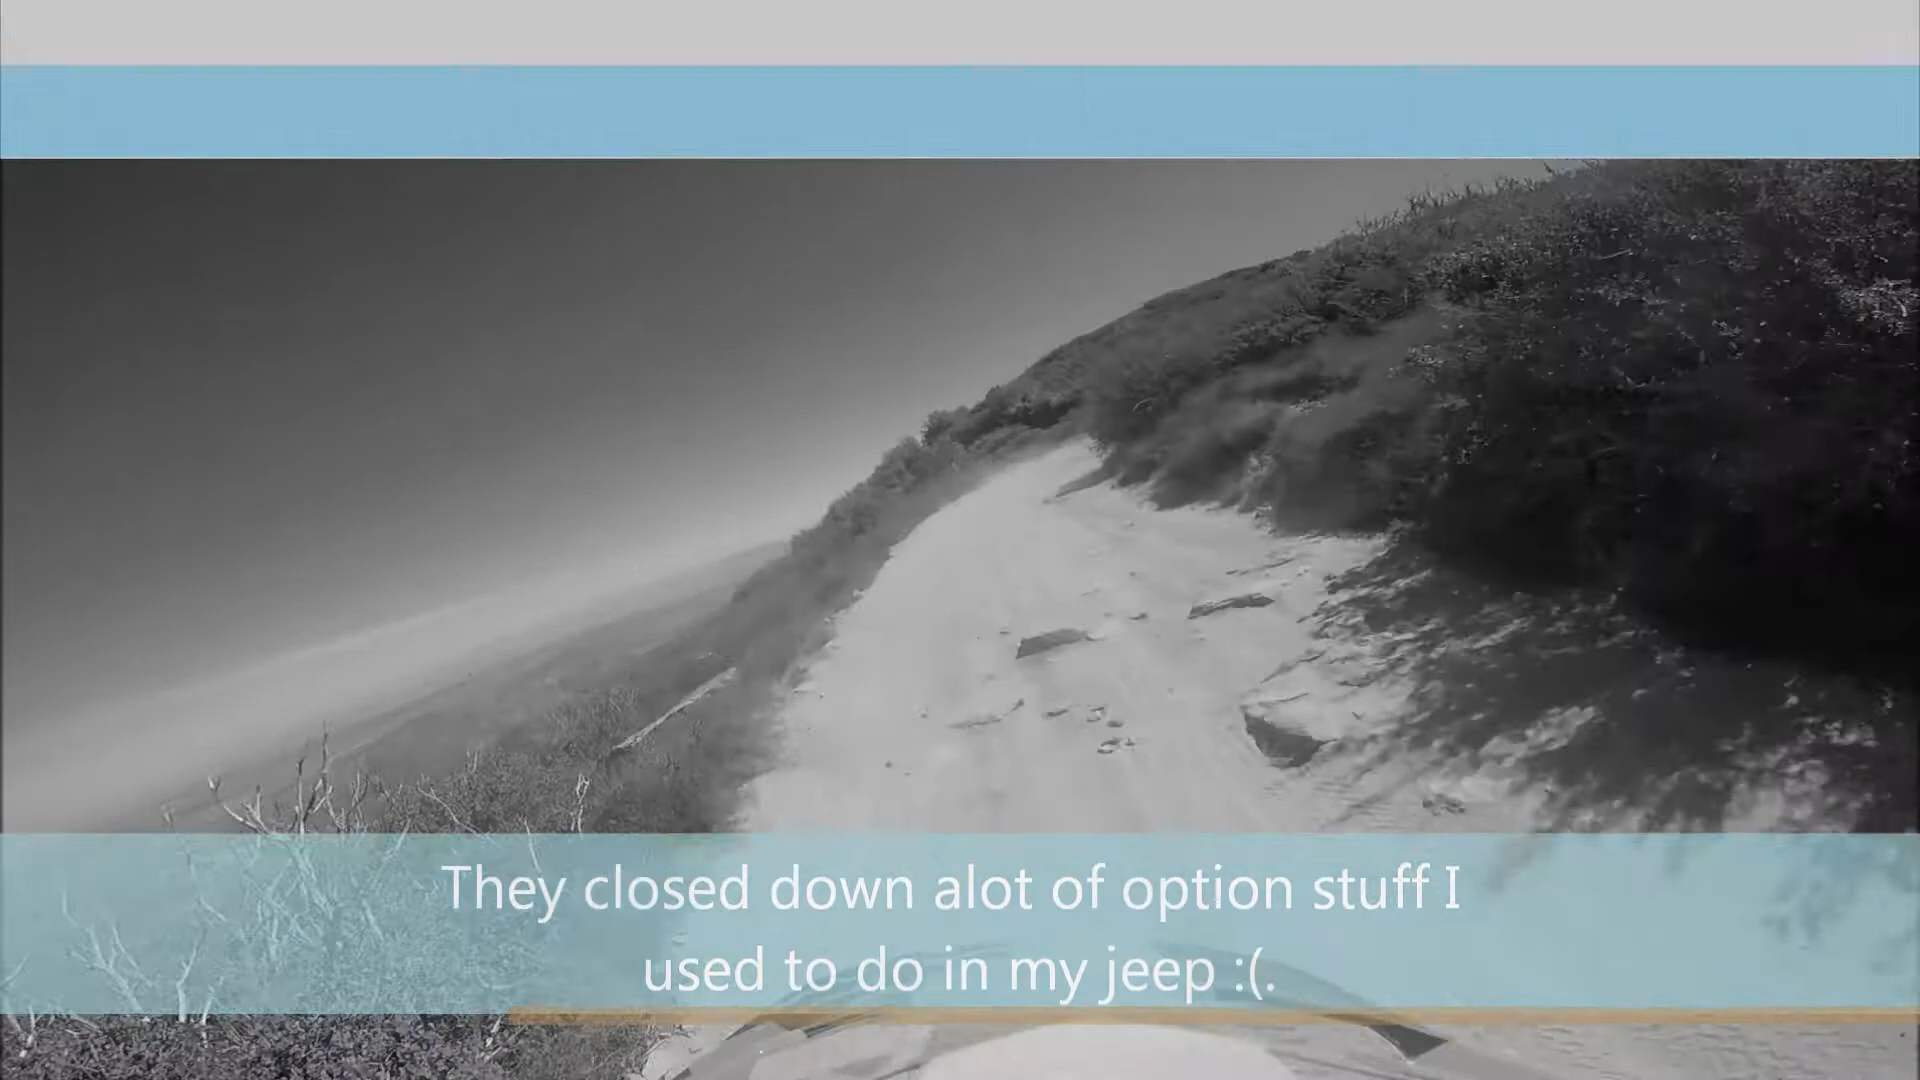 They closed down alot of option stuff I
used to do in my jeep :(.